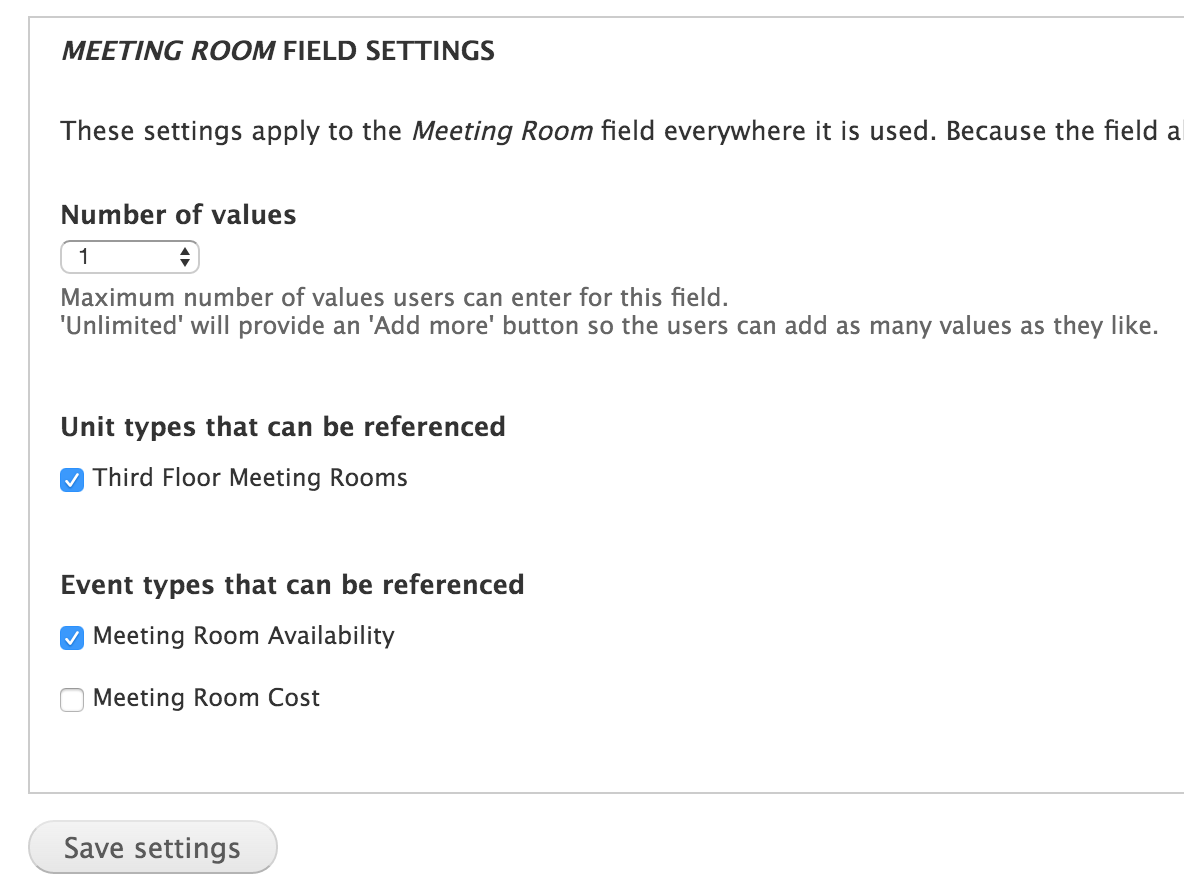 MEETING ROOM FIELD SETTINGS
These settings apply to the Meeting Room field everywhere it is used. Because the field
Number of values
1
Maximum number of values users can enter for this field.
'Unlimited' will provide an 'Add more' button so the users can add as many values as they like.
Unit types that can be referenced
Third Floor Meeting Rooms
Event types that can be referenced
Meeting Room Availability
Meeting Room Cost
Save settings